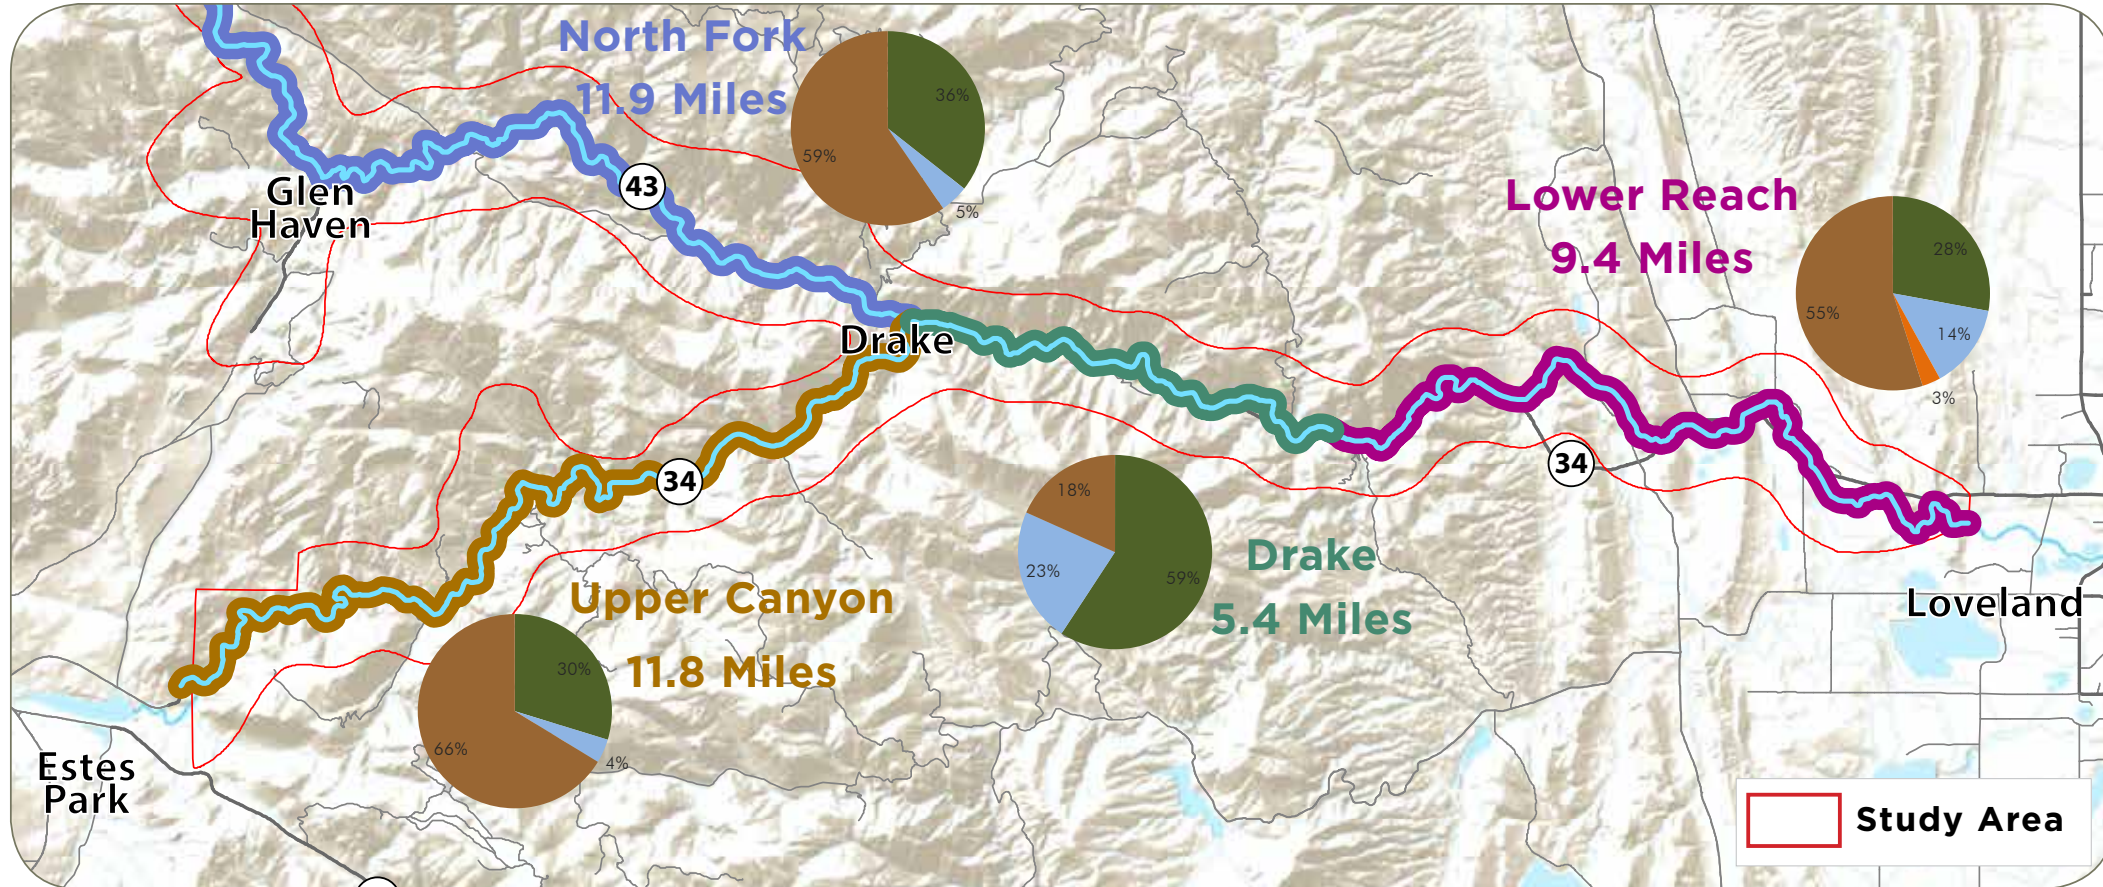 North Fork
11.9 Miles
36%
59%
5%
43
Glen
Haven
Lower Reach
9.4 Miles
28%
55%
14%
3%
Drake
34
34
18%
23%
59%
Drake
5.4 Miles
Upper Canyon
11.8 Miles
30%
66%
4%
Loveland
Estes
Park
Study Area